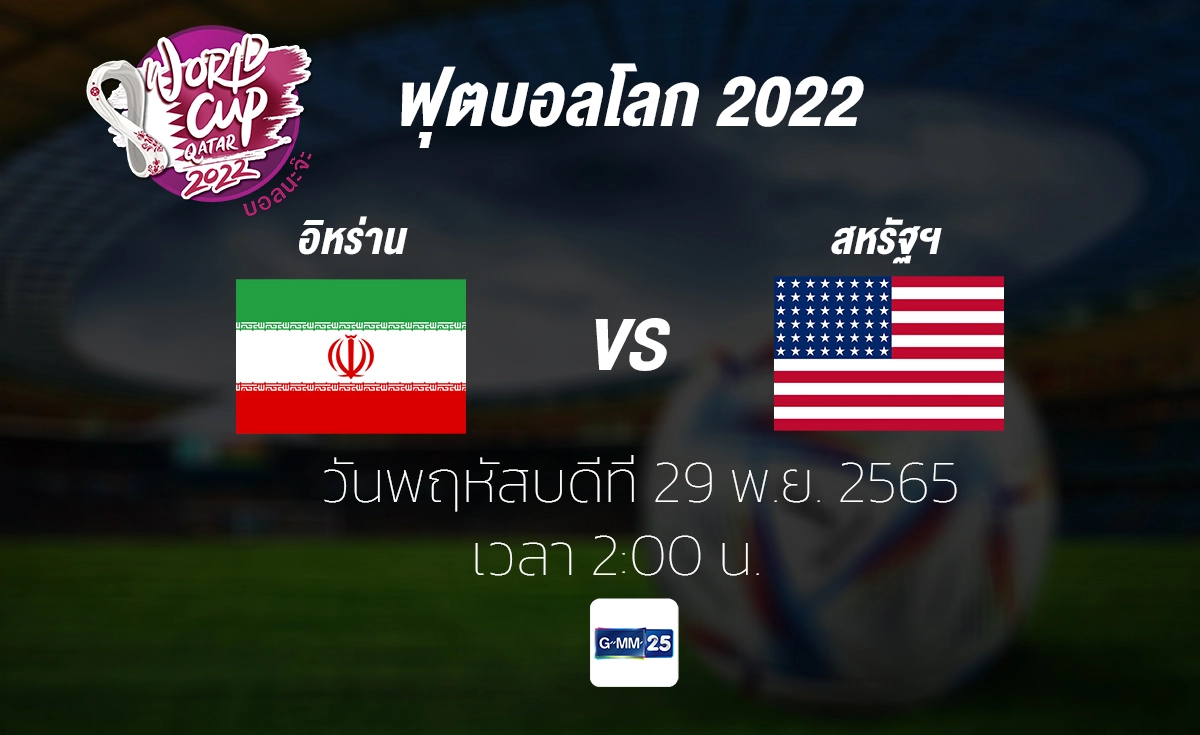 WORLD
CUP
QATAR
2022
บอลนะจ๊ะ
ฟุตบอลโลก 2022
อิหร่าน
สหรัฐฯ
VS
วันพฤหัสบดีที่ 29 พ.ย. 2565
เวลา 2:00 น.
G-MM 25